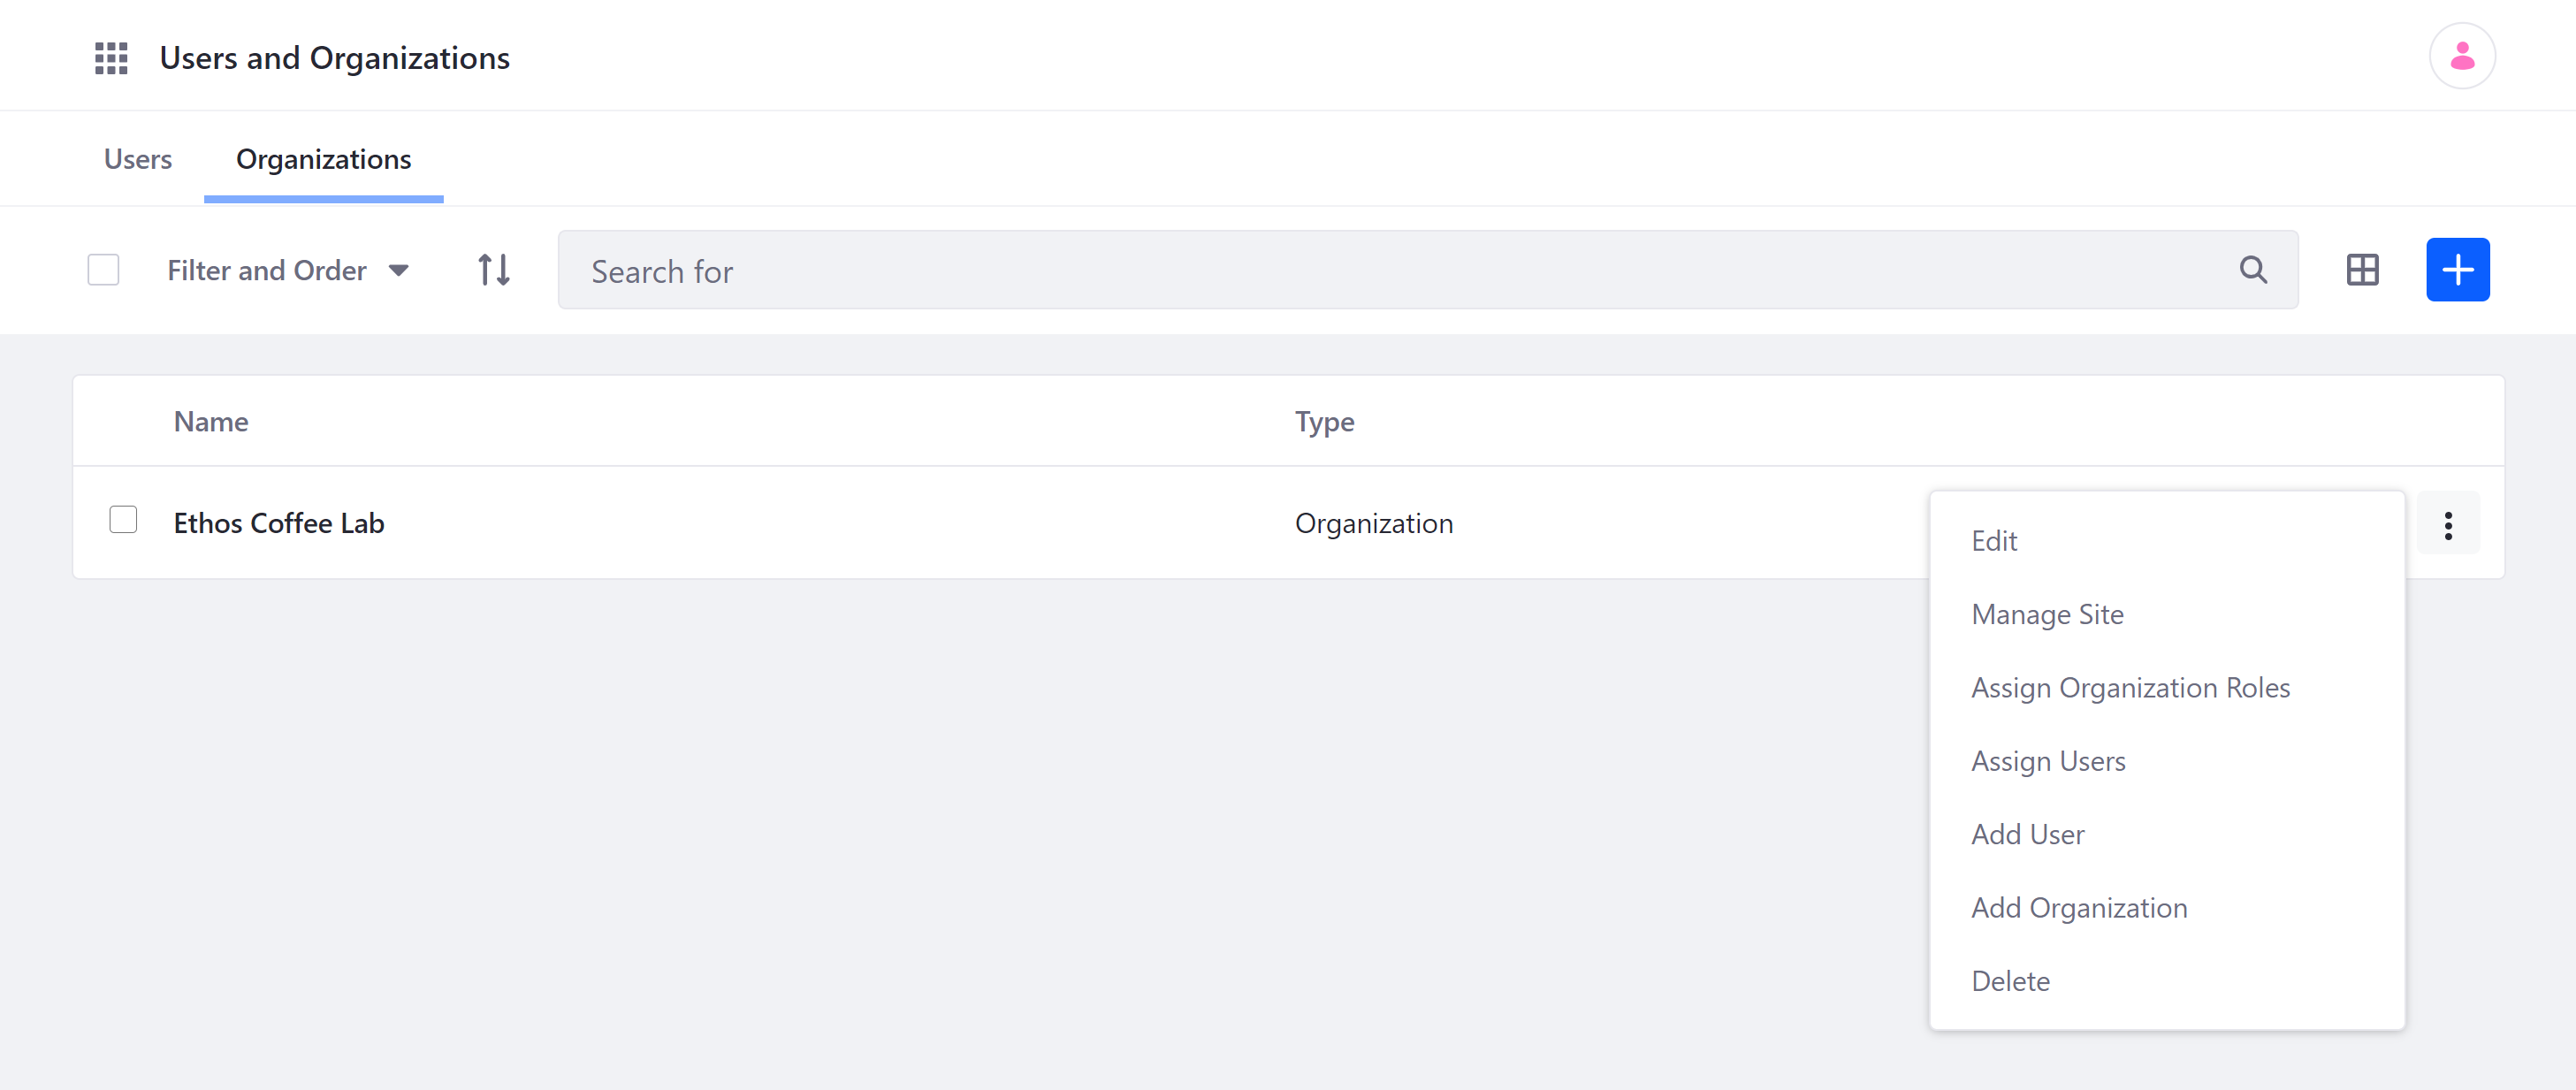 Users and Organizations
Users
Organizations
Filter and Order
Search for
Name
Type
Ethos Coffee Lab
Organization
Edit
Manage Site
Assign Organization Roles
Assign Users
Add User
Add Organization
Delete